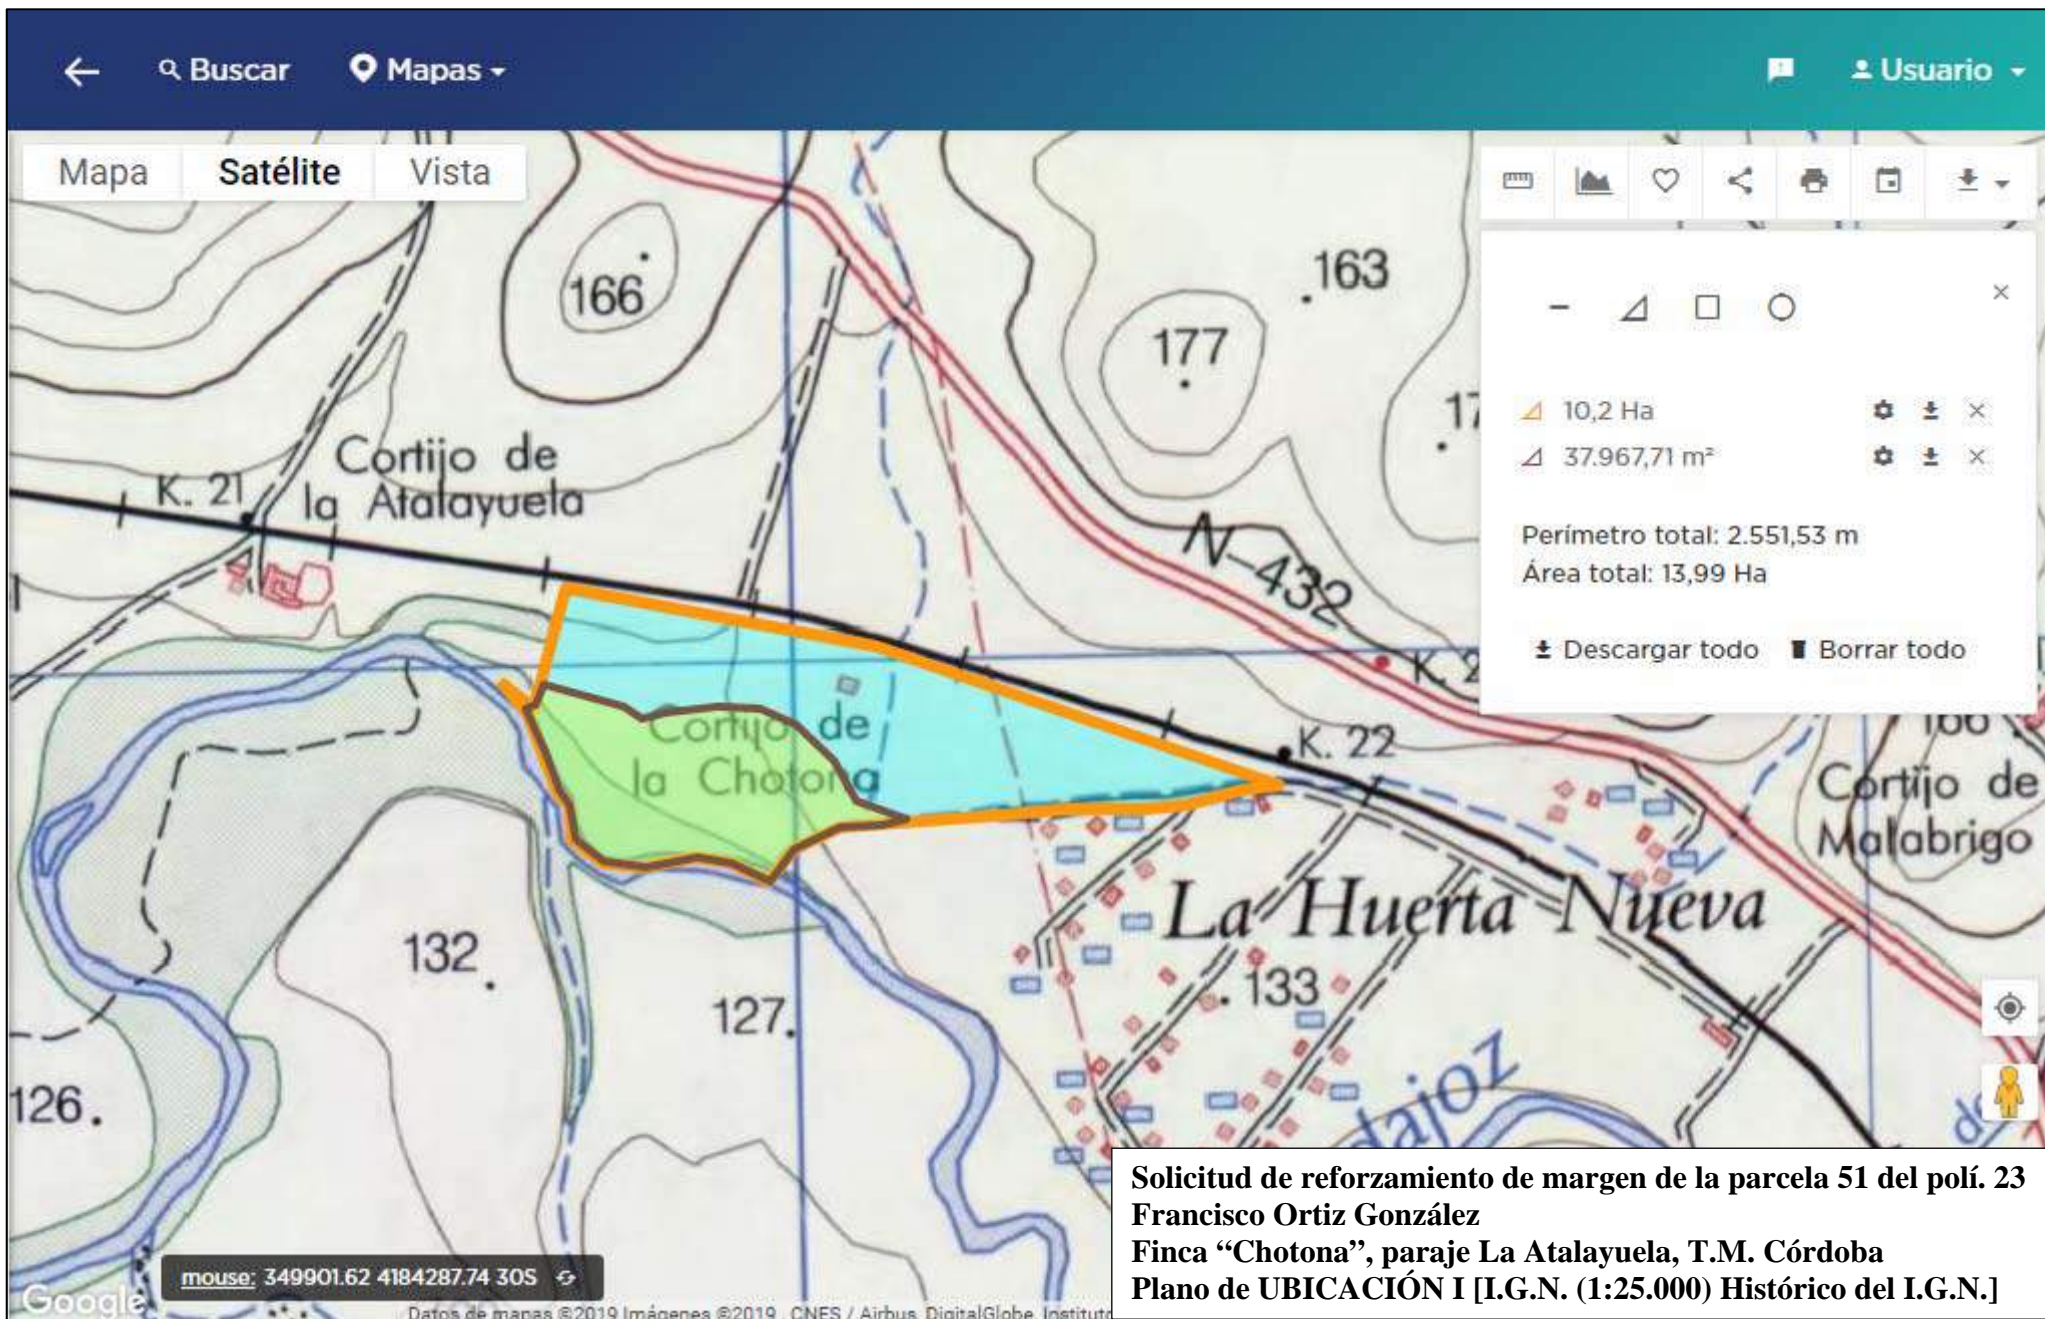 Buscar
Mapas
Usuario
Mapa
Satélite
Vista
166
163
177
17
10,2 Ha
37.967,71 m²
Perímetro total: 2.551,53 m
Área total: 13,99 Ha
Descargar todo
Borrar todo
Cortijo de
la Atalayuela
K. 21
N-432
K. 2
Cortijo de
la Chotona
K. 22
166
Cortijo de
Malabrigo
La Huerta Nueva
132
127
133
126
dajoz
de
Solicitud de reforzamiento de margen de la parcela 51 del polí. 23
Francisco Ortiz González
Finca “Chotona”, paraje La Atalayuela, T.M. Córdoba
Plano de UBICACIÓN I [I.G.N. (1:25.000) Histórico del I.G.N.]
mouse: 349901.62 4184287.74 30S
Google
Datos de mapas ©2019 Imágenes ©2019 , CNES / Airbus, DigitalGlobe, Instituto